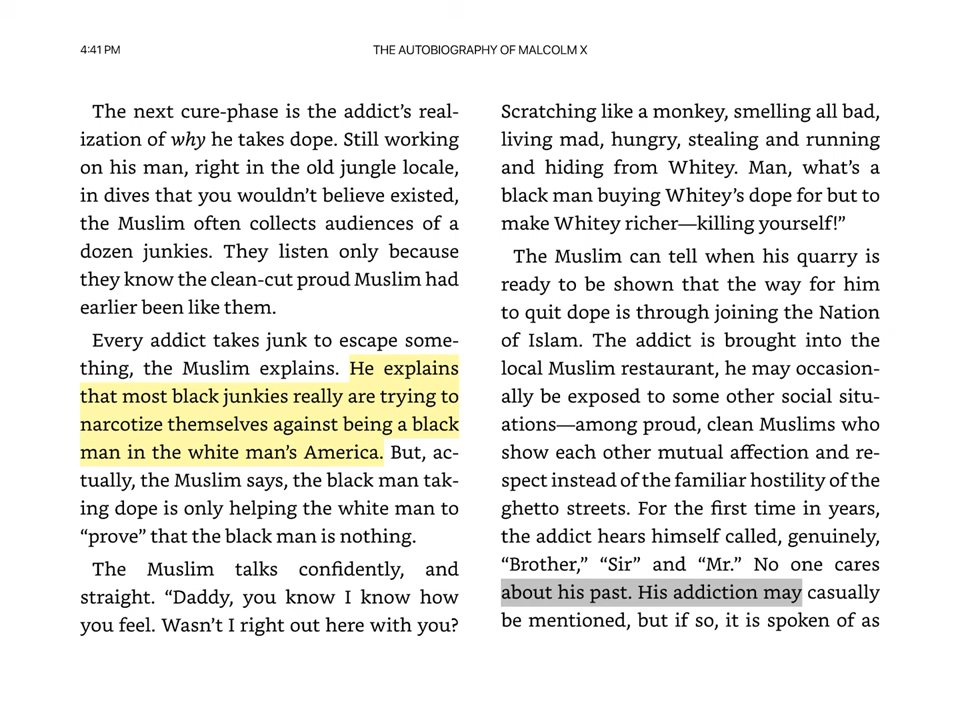 4:41 PM
THE AUTOBIOGRAPHY OF MALCOLM X
The next cure-phase is the addict’s real-
ization of why he takes dope. Still working
on his man, right in the old jungle locale,
in dives that you wouldn’t believe existed,
the Muslim often collects audiences of a
dozen junkies. They listen only because
they know the clean-cut proud Muslim had
earlier been like them.
Every addict takes junk to escape some-
thing, the Muslim explains. He explains
that most black junkies really are trying to
narcotize themselves against being a black
man in the white man’s America. But, ac-
tually, the Muslim says, the black man tak-
ing dope is only helping the white man to
“prove” that the black man is nothing.
The Muslim talks confidently, and
straight. “Daddy, you know I know how
you feel. Wasn’t I right out here with you?
Scratching like a monkey, smelling all bad,
living mad, hungry, stealing and running
and hiding from Whitey. Man, what’s a
black man buying Whitey’s dope for but to
make Whitey richer—killing yourself!”
The Muslim can tell when his quarry is
ready to be shown that the way for him
to quit dope is through joining the Nation
of Islam. The addict is brought into the
local Muslim restaurant, he may occasion-
ally be exposed to some other social situ-
ations—among proud, clean Muslims who
show each other mutual affection and re-
spect instead of the familiar hostility of the
ghetto streets. For the first time in years,
the addict hears himself called, genuinely,
“Brother,” “Sir” and “Mr.” No one cares
about his past. His addiction may casually
be mentioned, but if so, it is spoken of as